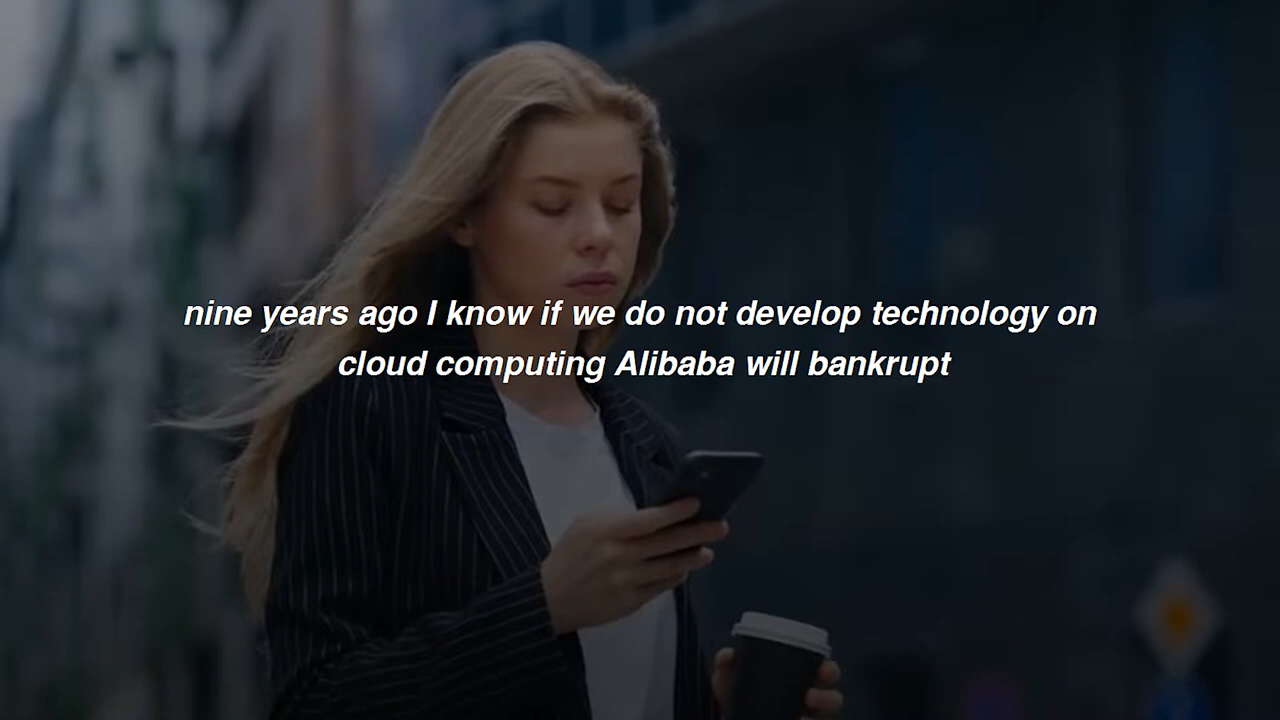 nine years ago I know if we do not develop technology on
cloud computing Alibaba will bankrupt